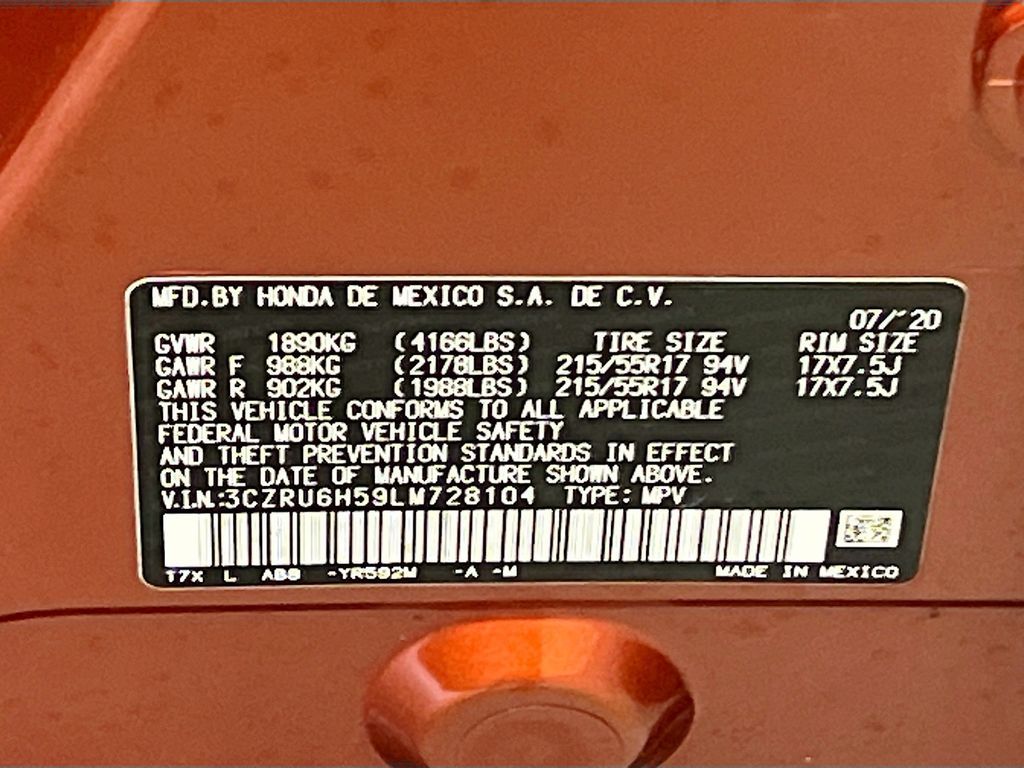 MFD.BY HONDA DE MEXICO S.A. DE C.V.
07/20
GVWR 1890KG (4166LBS) TIRE SIZE RIM SIZE
GAWR F 988KG (2178LBS) 215/55R17 94V 17X7.5J
GAWR R 902KG (1988LBS) 215/55R17 94V 17X7.5J
THIS VEHICLE CONFORMS TO ALL APPLICABLE
FEDERAL MOTOR VEHICLE SAFETY
AND THEFT PREVENTION STANDARDS IN EFFECT
ON THE DATE OF MANUFACTURE SHOWN ABOVE.
V.I.N.:3CZRU6H59LM728104 TYPE: MPV
17X L AB8 -YR592M -A -M MADE IN MEXICO